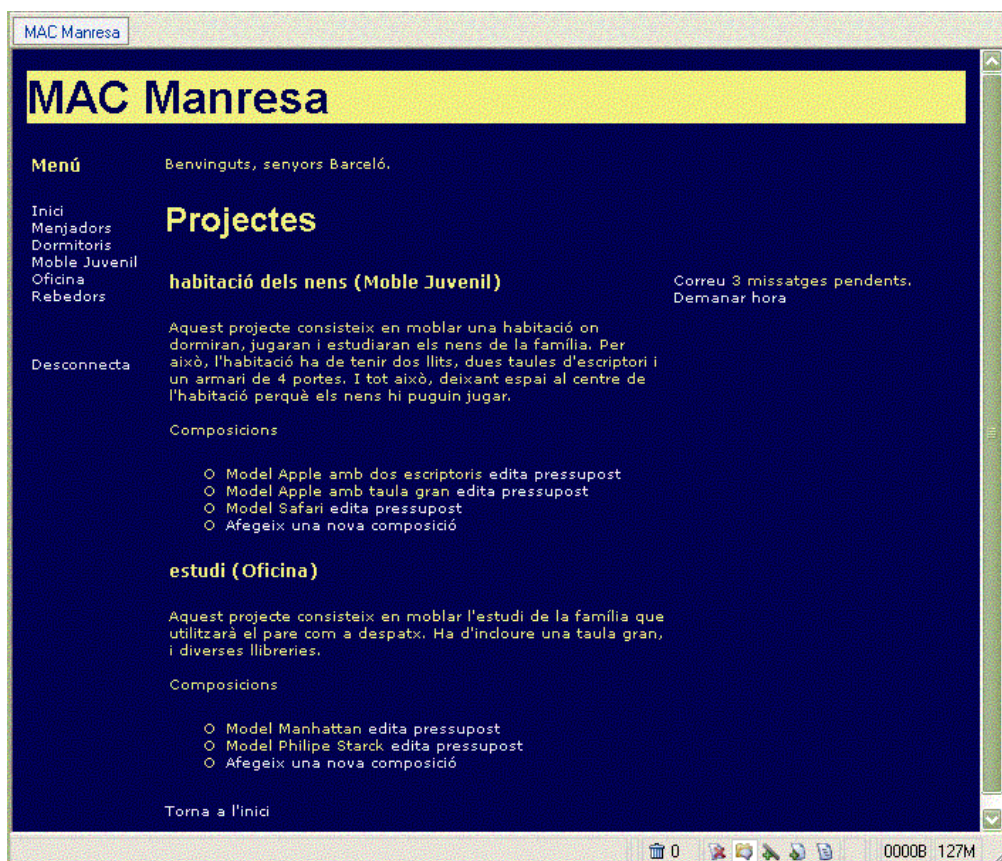 MAC Manresa
MAC Manresa
Menú
Inici
Menjadors
Dormitoris
Moble Juvenil
Oficina
Rebedors
Desconnecta
Benvinguts, senyors Barceló.
Projectes
habitació dels nens (Moble Juvenil)
Aquest projecte consisteix en moblar una habitació on
dormiran, jugaran i estudiaran els nens de la família. Per
això, l'habitació ha de tenir dos llits, dues taules d'escriptori i
un armari de 4 portes. I tot això, deixant espai al centre de
l'habitació perquè els nens hi puguin jugar.
Composicions
Model Apple amb dos escriptoris edita pressupost
Model Apple amb taula gran edita pressupost
Model Safari edita pressupost
Afegeix una nova composició
estudi (Oficina)
Aquest projecte consisteix en moblar l'estudi de la família que
utilitzarà el pare com a despatx. Ha d'incloure una taula gran,
i diverses llibreries.
Composicions
Model Manhattan edita pressupost
Model Philipe Starck edita pressupost
Afegeix una nova composició
Torna a l'inici
Correu 3 missatges pendents.
Demanar hora
0
0000B 127M